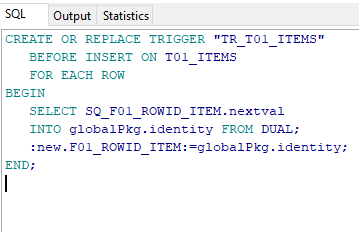 SQL Output Statistics
CREATE OR REPLACE TRIGGER "TR_T01_ITEMS"
BEFORE INSERT ON T01_ITEMS
FOR EACH ROW
BEGIN
SELECT SQ_F01_ROWID_ITEM.nextval
INTO globalPkg.identity FROM DUAL;
:new.F01_ROWID_ITEM:=globalPkg.identity;
END;